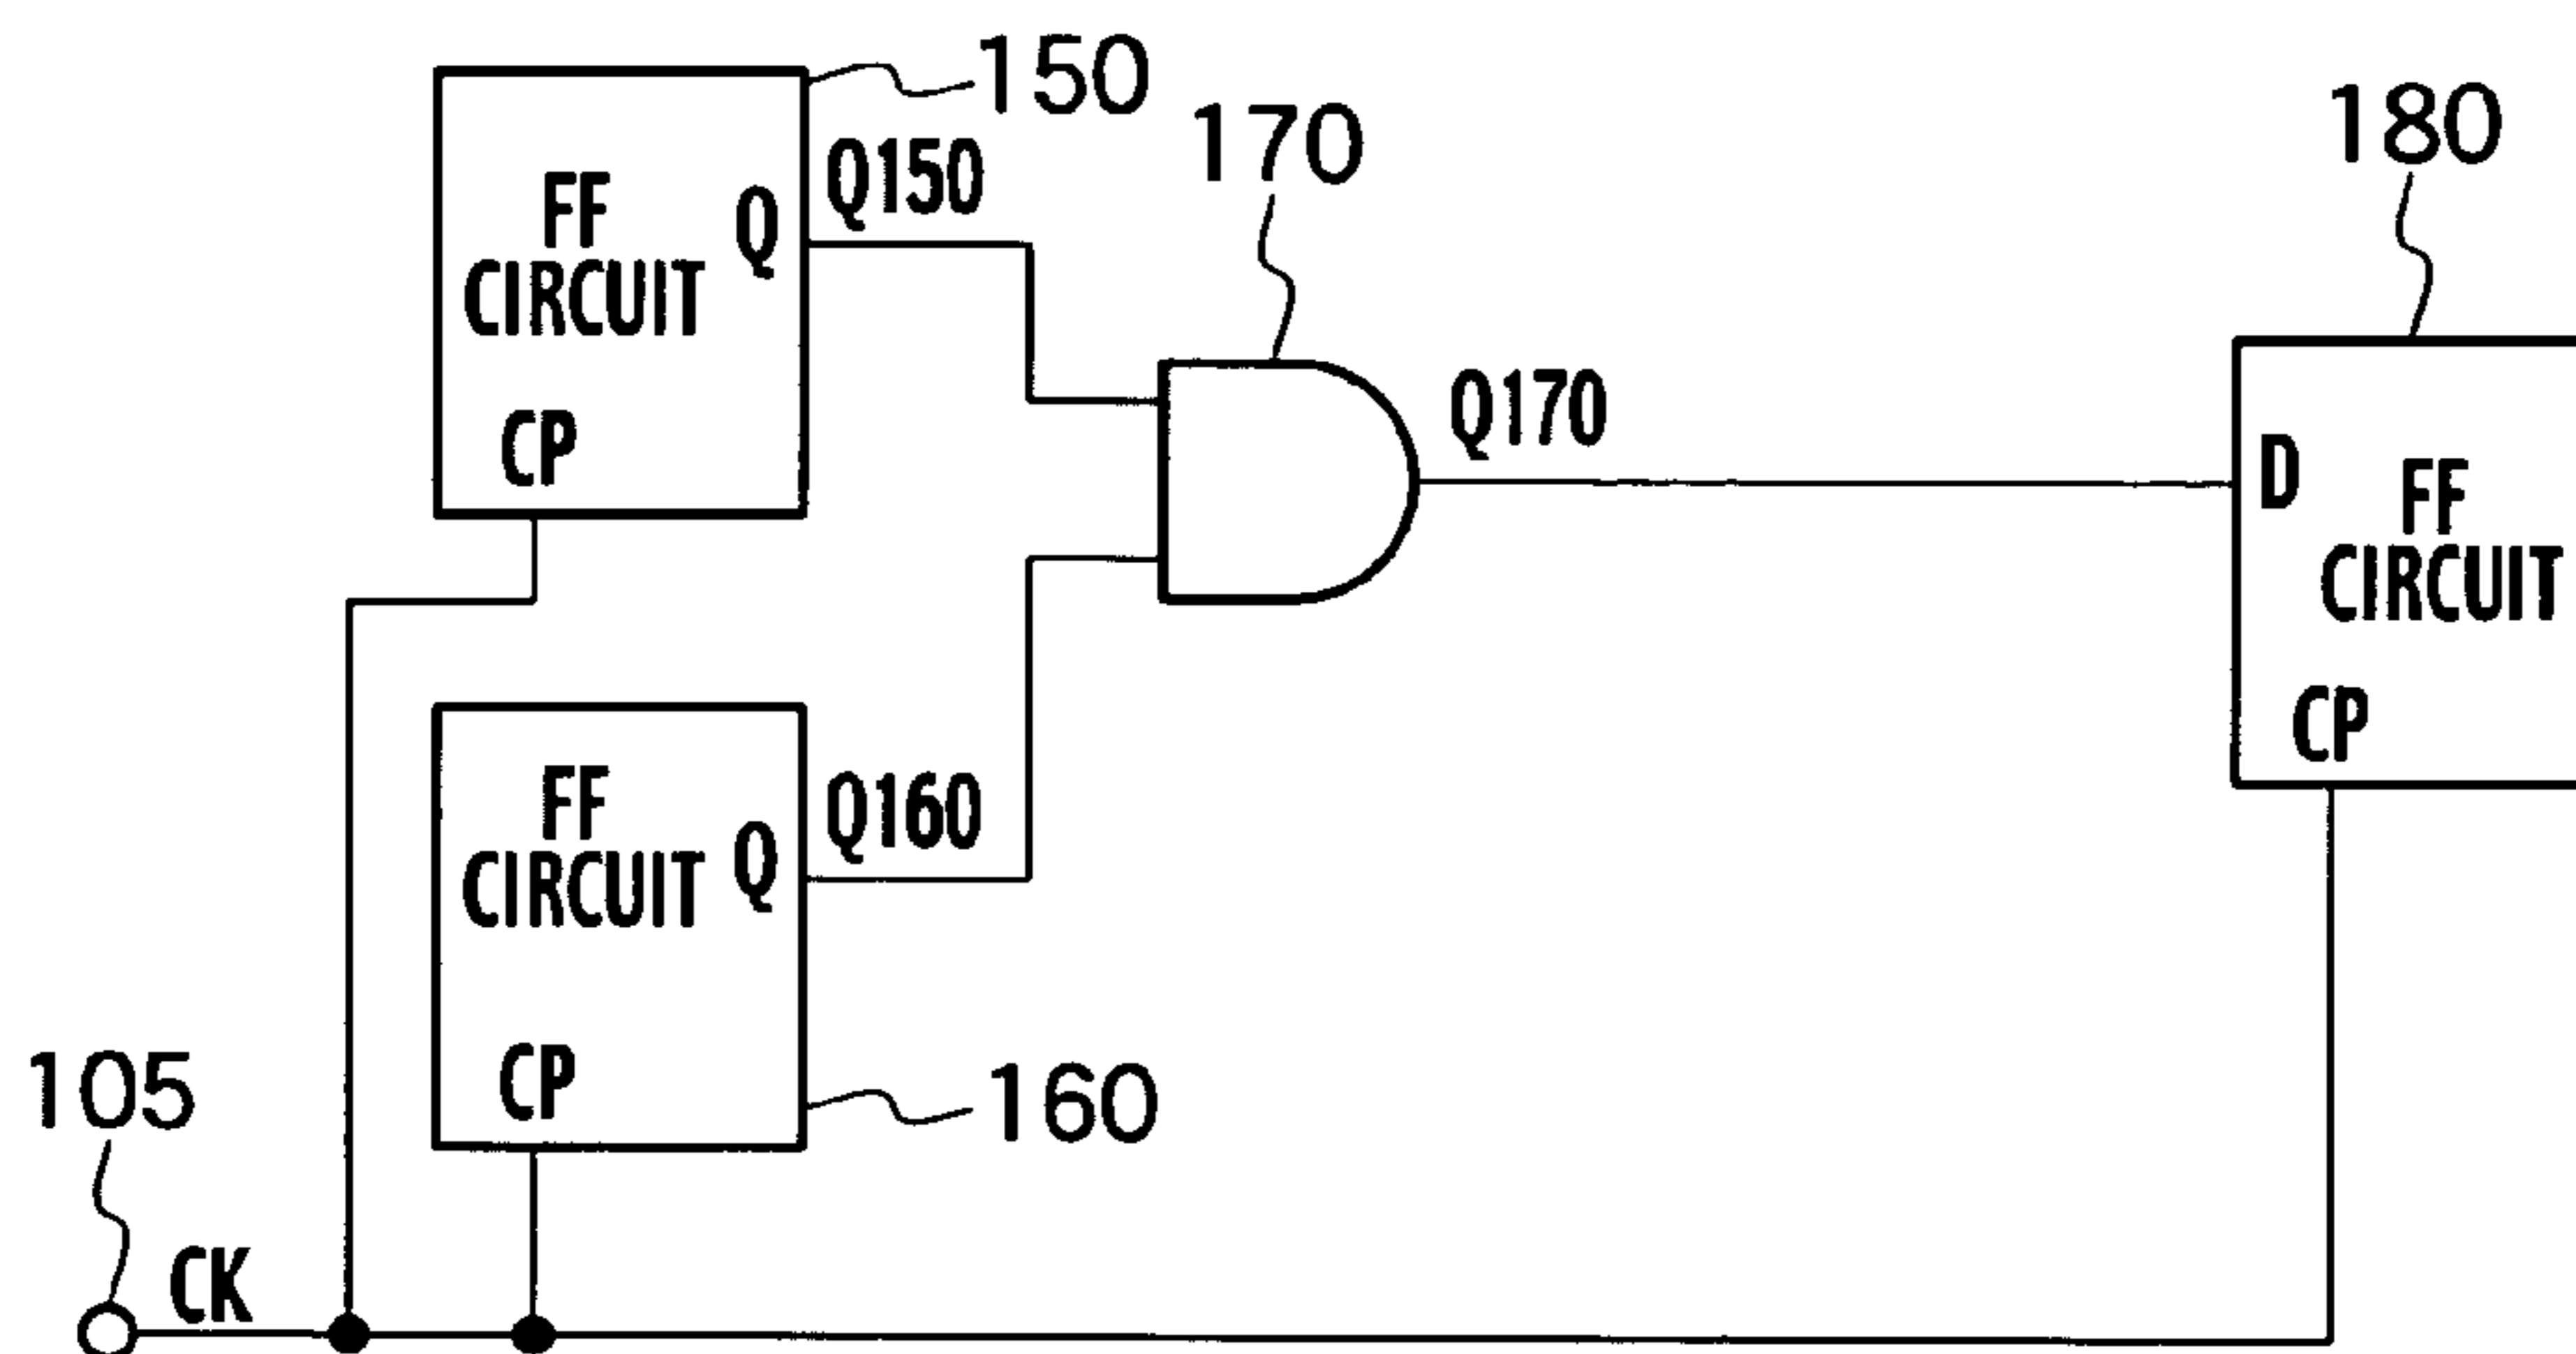 150
FF
CIRCUIT
Q
CP
Q150
170
Q170
180
D
FF
CIRCUIT
CP
FF
CIRCUIT
Q
CP
Q160
160
105
CK